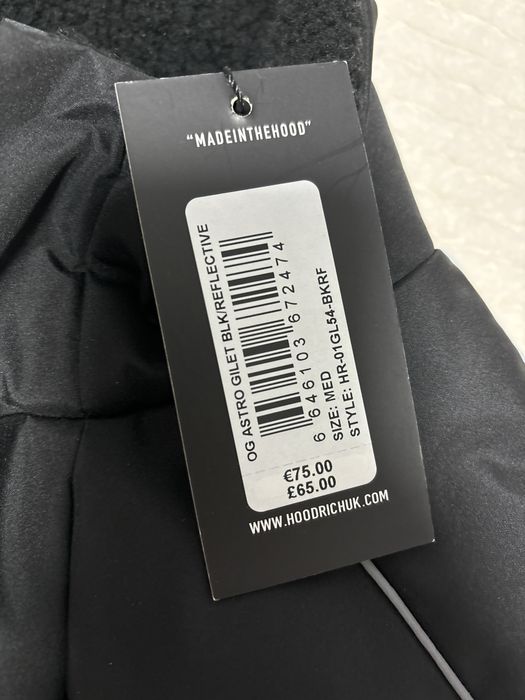 "MADEINTHEHOOD"
OG ASTRO GILET BLK/REFLECTIVE
6 646103 672474
SIZE: MED
STYLE: HR-01GL54-BKRF
€75.00
£65.00
WWW.HOODRICHUK.COM